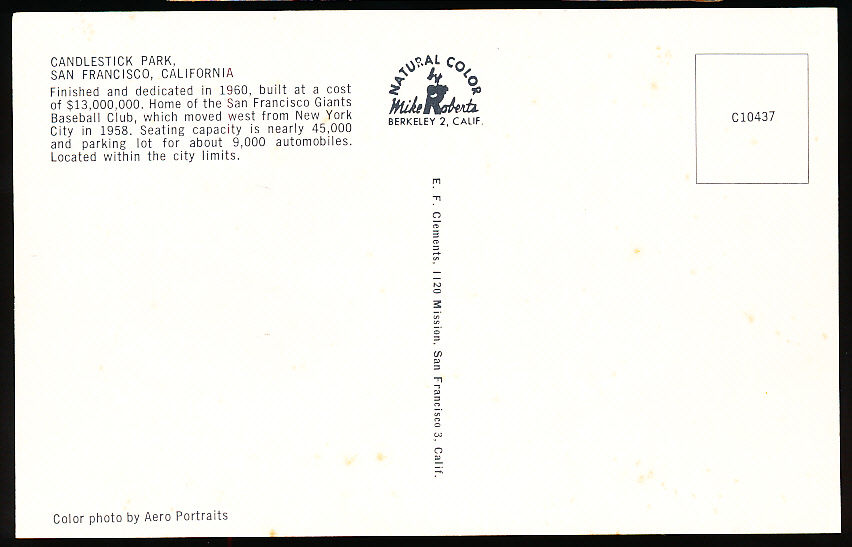 CANDLESTICK PARK,
SAN FRANCISCO, CALIFORNIA
Finished and dedicated in 1960, built at a cost
of $13,000,000. Home of the San Francisco Giants
Baseball Club, which moved west from New York
City in 1958. Seating capacity is nearly 45,000
and parking lot for about 9,000 automobiles.
Located within the city limits.
NATURAL COLOR
by
Mike Roberts
BERKELEY 2, CALIF.
C10437
E. F. Clements, 1120 Mission, San Francisco 3, Calif.
Color photo by Aero Portraits